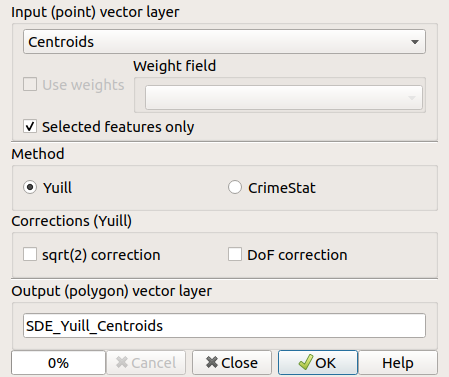 Input (point) vector layer
Centroids
Weight field
Use weights
Selected features only
Method
Yuill
CrimeStat
Corrections (Yuill)
sqrt(2) correction
DoF correction
Output (polygon) vector layer
SDE_Yuill_Centroids
0%
Cancel
Close
OK
Help